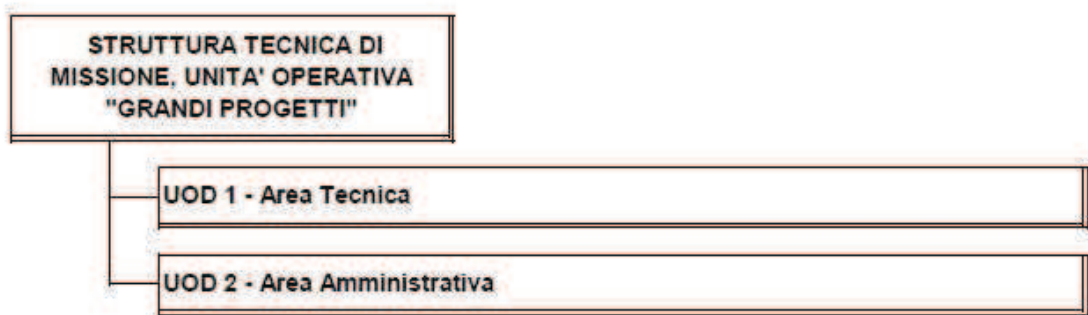 STRUTTURA TECNICA DI
MISSIONE, UNITA' OPERATIVA
"GRANDI PROGETTI"
UOD 1 - Area Tecnica
UOD 2 - Area Amministrativa